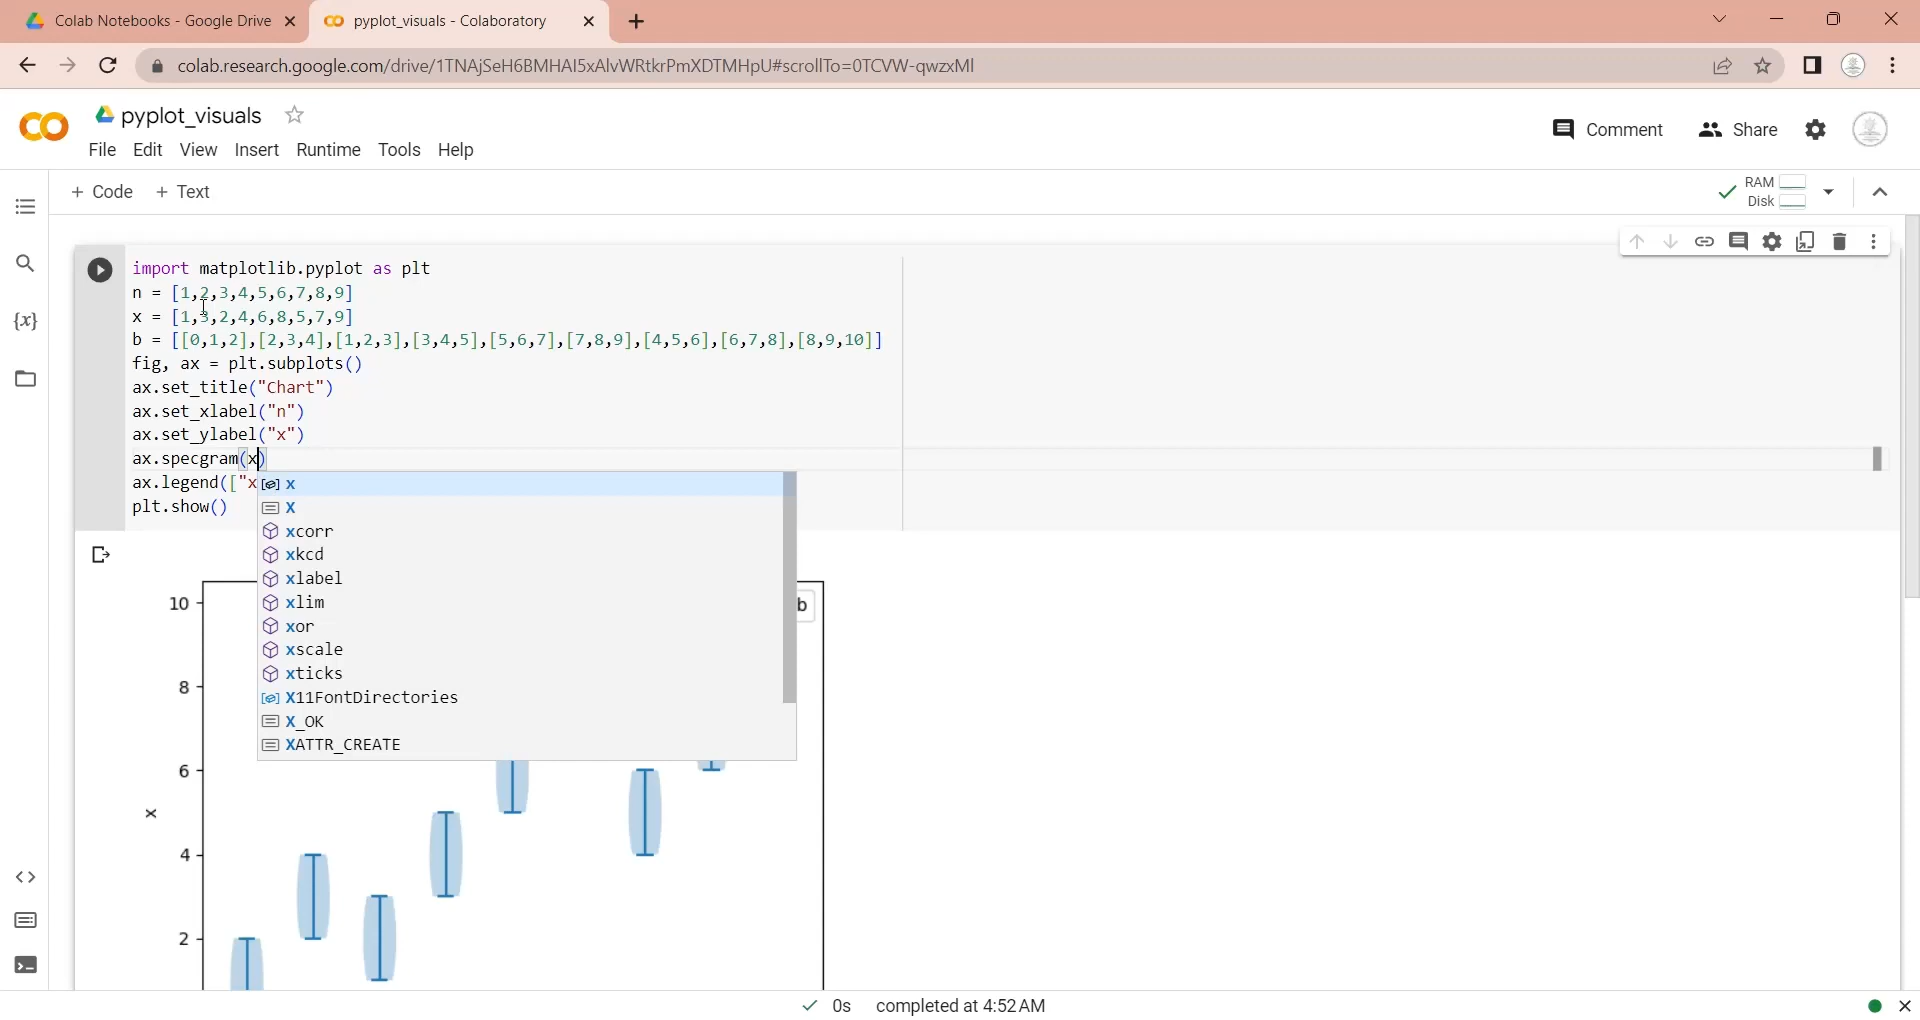 Colab Notebooks - Google Drive
pyplot_visuals - Colaboratory
colab.research.google.com/drive/1TNAjSeH6BMHAI5xAlvWRtkrPmXDTMHpU#scrollTo=0TCVW-qwzxMl
pyplot_visuals
Comment
Share
File Edit View Insert Runtime Tools Help
+ Code + Text
RAM
Disk
import matplotlib.pyplot as plt
n = [1,2,3,4,5,6,7,8,9]
x = [1,3,2,4,6,8,5,7,9]
b = [[0,1,2],[2,3,4],[1,2,3],[3,4,5],[5,6,7],[7,8,9],[4,5,6],[6,7,8],[8,9,10]]
fig, ax = plt.subplots()
ax.set_title("Chart")
ax.set_xlabel("n")
ax.set_ylabel("x")
ax.specgram(x)
ax.legend(["x
plt.show()
x
X
xcorr
xkcd
xlabel
xlim
xor
xscale
xticks
X11FontDirectories
X_OK
XATTR_CREATE
{x}
10
8
6
4
2
x
b
0s completed at 4:52 AM